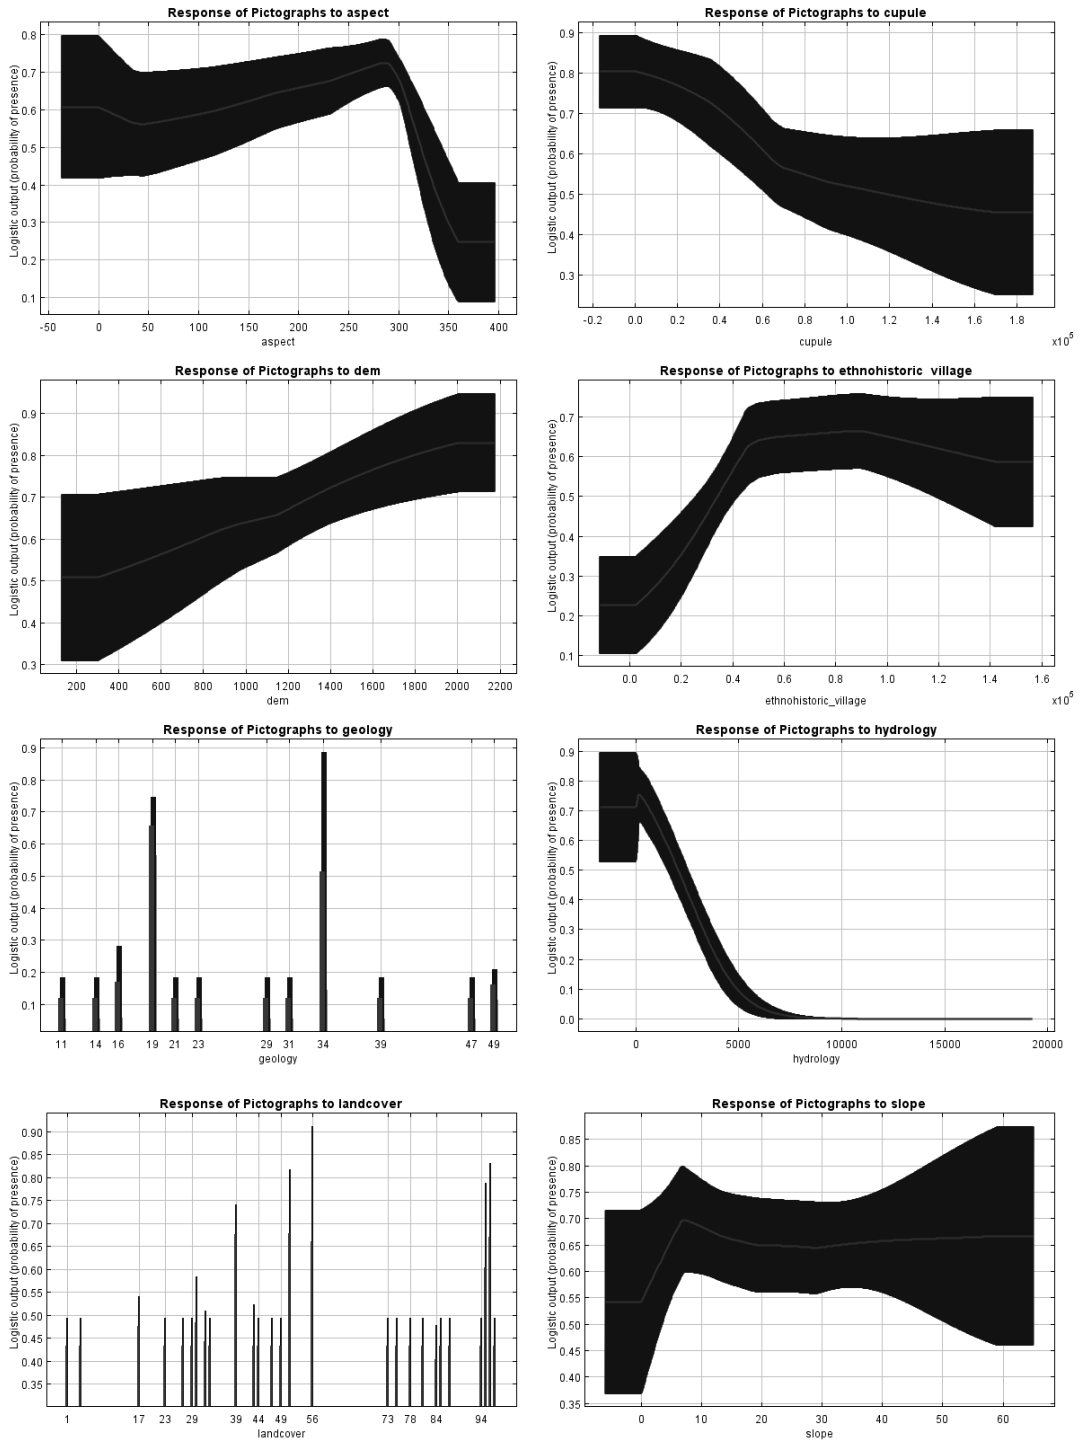 Response of Pictographs to aspect
Logistic output (probability of presence)
0.8
0.7
0.6
0.5
0.4
0.3
0.2
0.1
-50 0 50 100 150 200 250 300 350 400
aspect
Response of Pictographs to cupule
Logistic output (probability of presence)
0.9
0.8
0.7
0.6
0.5
0.4
0.3
-0.2 0.0 0.2 0.4 0.6 0.8 1.0 1.2 1.4 1.6 1.8
cupule
x10⁵
Response of Pictographs to dem
Logistic output (probability of presence)
0.9
0.8
0.7
0.6
0.5
0.4
0.3
200 400 600 800 1000 1200 1400 1600 1800 2000 2200
dem
Response of Pictographs to ethnohistoric village
Logistic output (probability of presence)
0.7
0.6
0.5
0.4
0.3
0.2
0.1
0.0 0.2 0.4 0.6 0.8 1.0 1.2 1.4 1.6
ethnohistoric_village
x10⁵
Response of Pictographs to geology
Logistic output (probability of presence)
0.9
0.8
0.7
0.6
0.5
0.4
0.3
0.2
0.1
11 14 16 19 21 23 29 31 34 39 47 49
geology
Response of Pictographs to hydrology
Logistic output (probability of presence)
0.9
0.8
0.7
0.6
0.5
0.4
0.3
0.2
0.1
0.0
0 5000 10000 15000 20000
hydrology
Response of Pictographs to landcover
Logistic output (probability of presence)
0.90
0.85
0.80
0.75
0.70
0.65
0.60
0.55
0.50
0.45
0.40
0.35
1 17 23 29 39 44 49 56 73 78 84 94
landcover
Response of Pictographs to slope
Logistic output (probability of presence)
0.85
0.80
0.75
0.70
0.65
0.60
0.55
0.50
0.45
0.40
0.35
0 10 20 30 40 50 60
slope